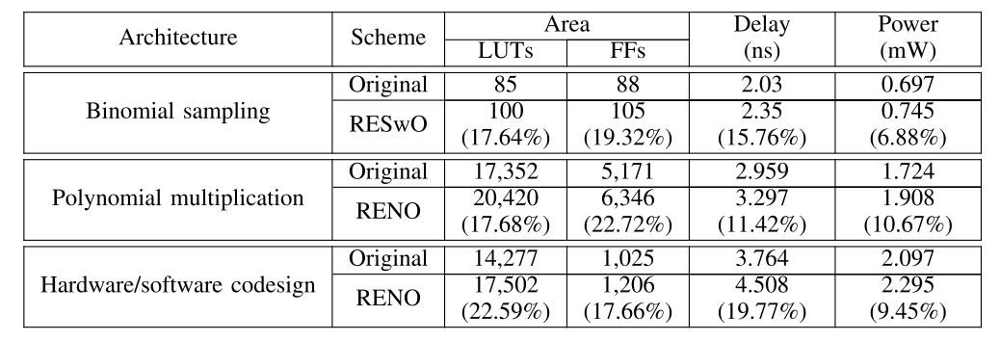 Architecture Scheme Area Delay (ns) Power (mW)
LUTs FFs
Binomial sampling
Original 85 88 2.03 0.697
RESwO 100 105 2.35 0.745
(17.64%) (19.32%) (15.76%) (6.88%)
Polynomial multiplication
Original 17,352 5,171 2.959 1.724
RENO 20,420 6,346 3.297 1.908
(17.68%) (22.72%) (11.42%) (10.67%)
Hardware/software codesign
Original 14,277 1,025 3.764 2.097
RENO 17,502 1,206 4.508 2.295
(22.59%) (17.66%) (19.77%) (9.45%)